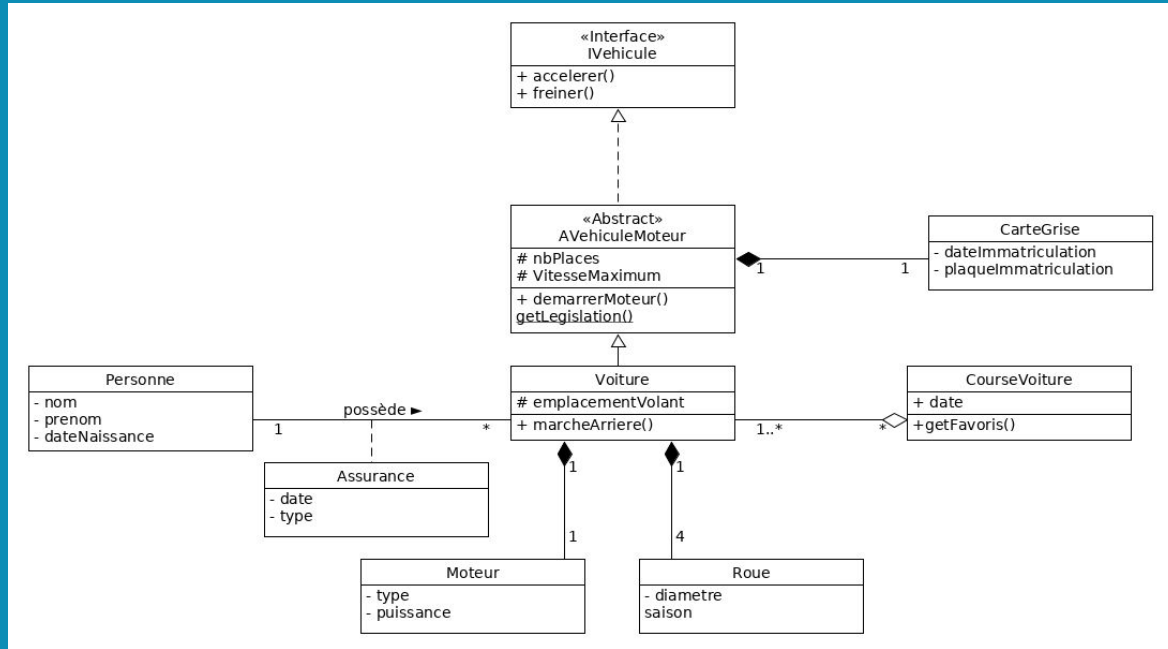 «Interface»
IVehicule
+ accelerer()
+ freiner()
«Abstract»
AVehiculeMoteur
# nbPlaces
# VitesseMaximum
+ demarrerMoteur()
getLegislation()
1
1
CarteGrise
- dateImmatriculation
- plaqueImmatriculation
Personne
- nom
- prenom
- dateNaissance
possède ►
1
*
Voiture
# emplacementVolant
+ marcheArriere()
1..*
*
CourseVoiture
+ date
+getFavoris()
Assurance
- date
- type
1
1
1
4
Moteur
- type
- puissance
Roue
- diametre
saison